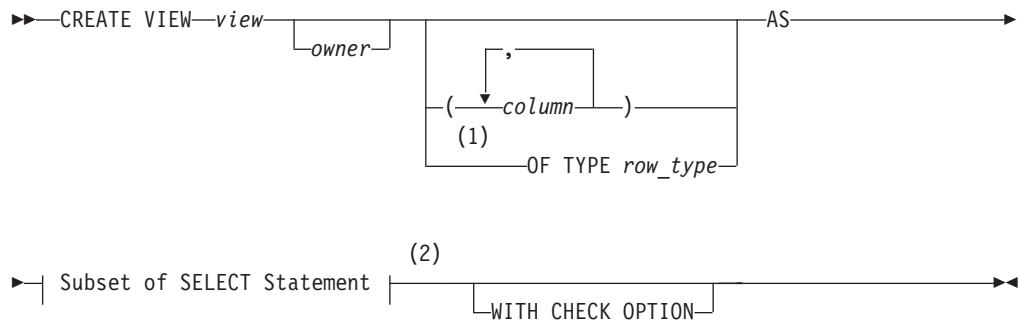 CREATE VIEW view AS
owner
,
( column )
(1)
OF TYPE row_type
(2)
Subset of SELECT Statement
WITH CHECK OPTION